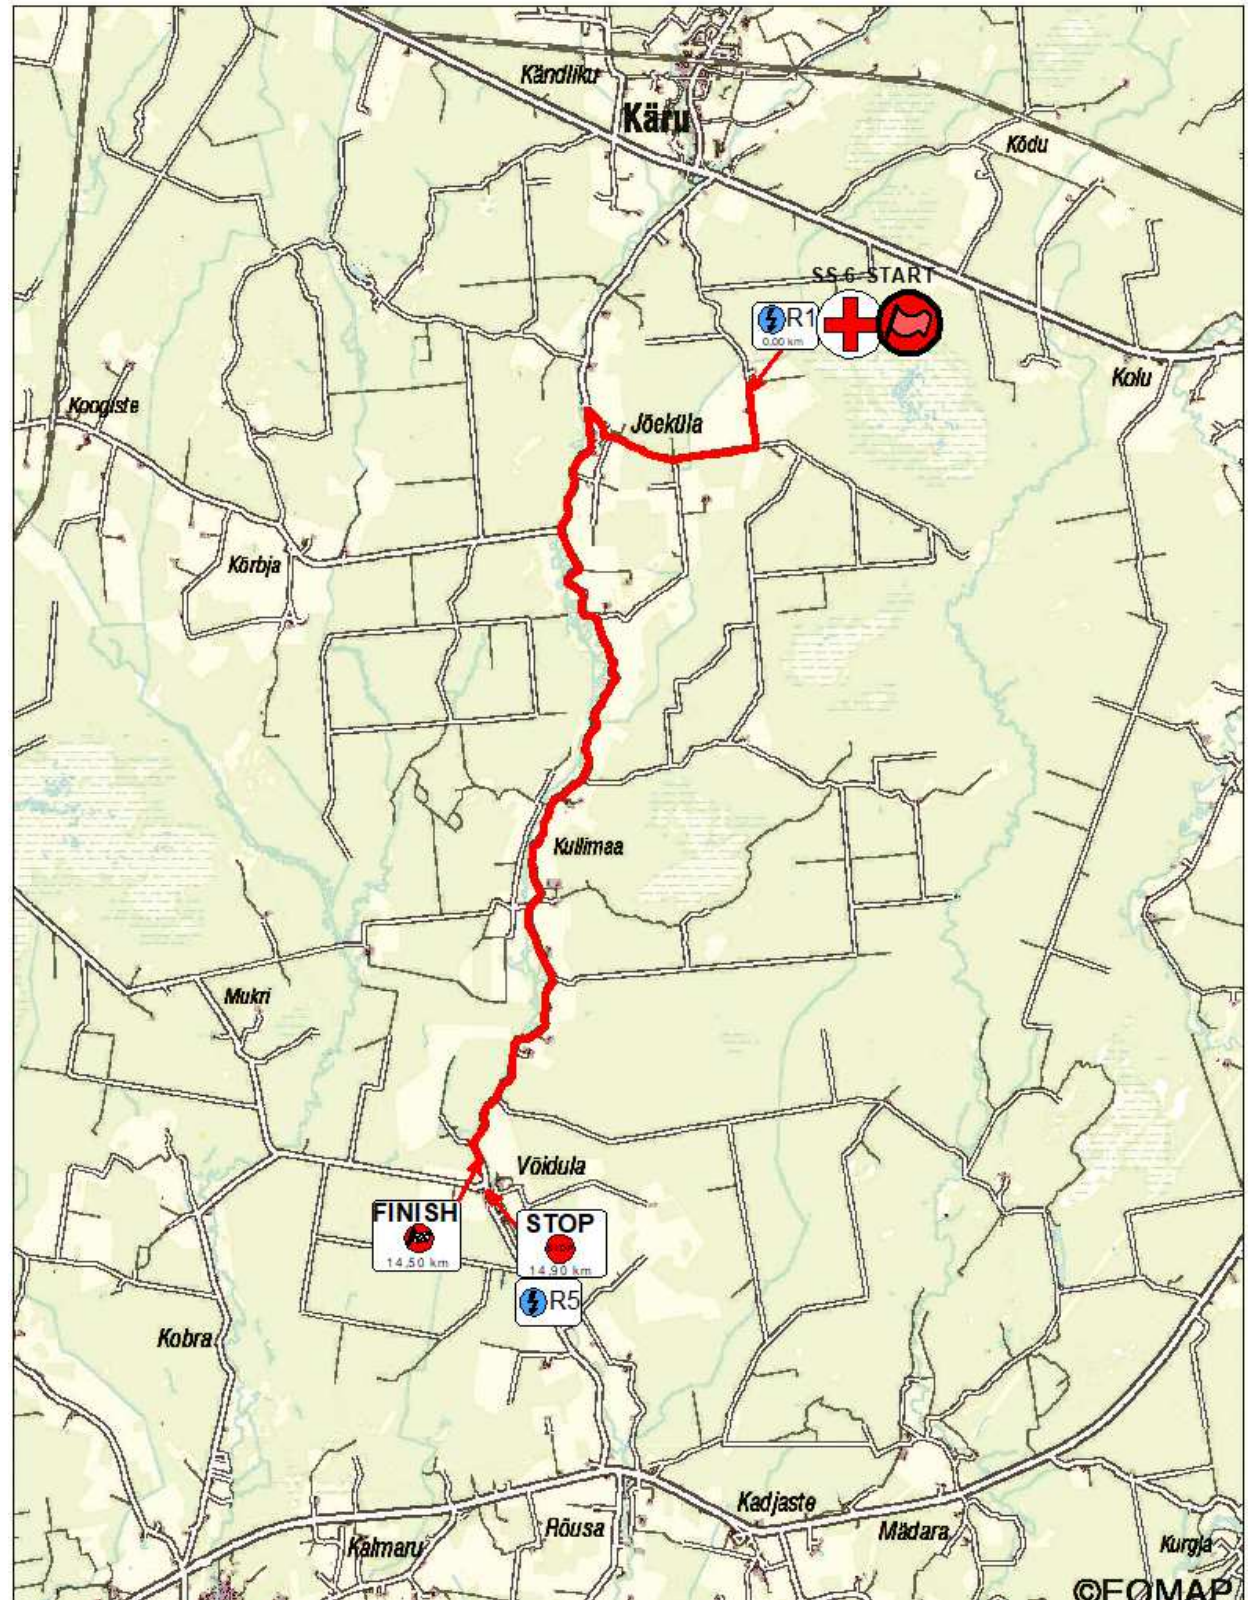 Kändliku
Käru
Kõdu
SS 6 START
R1
0,00 km
Kolu
Koogiste
Jõeküla
Kõrbja
Kullimaa
Mukri
Võidula
FINISH
14,50 km
STOP
14,90 km
R5
Kobra
Kadjaste
Rõusa
Mädara
Kalmaru
Kurgja
©EOMAP